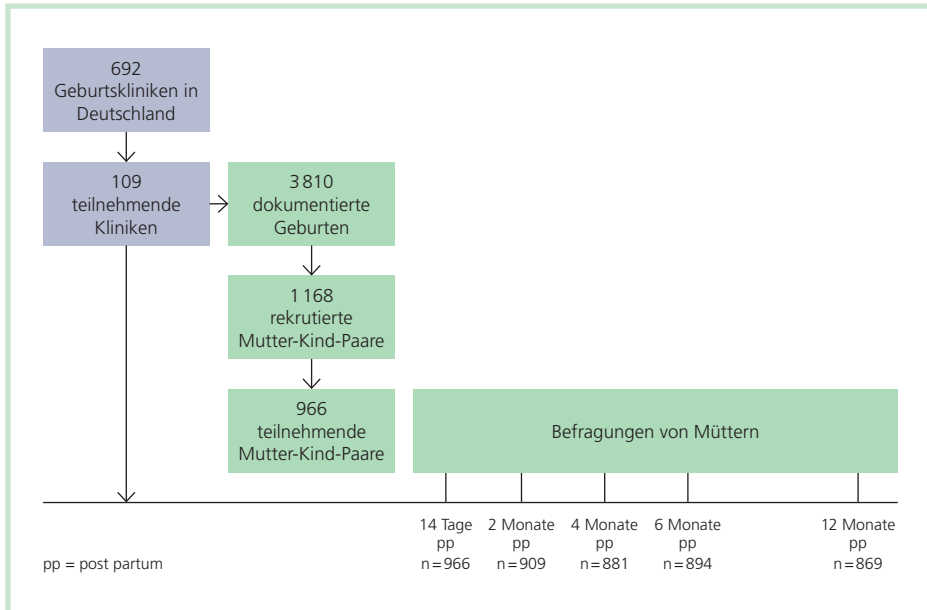 692
Geburtskliniken in
Deutschland
109
teilnehmende
Kliniken
3 810
dokumentierte
Geburten
1 168
rekrutierte
Mutter-Kind-Paare
966
teilnehmende
Mutter-Kind-Paare
Befragungen von Müttern
14 Tage
pp
n=966
2 Monate
pp
n=909
4 Monate
pp
n=881
6 Monate
pp
n=894
12 Monate
pp
n=869
pp = post partum